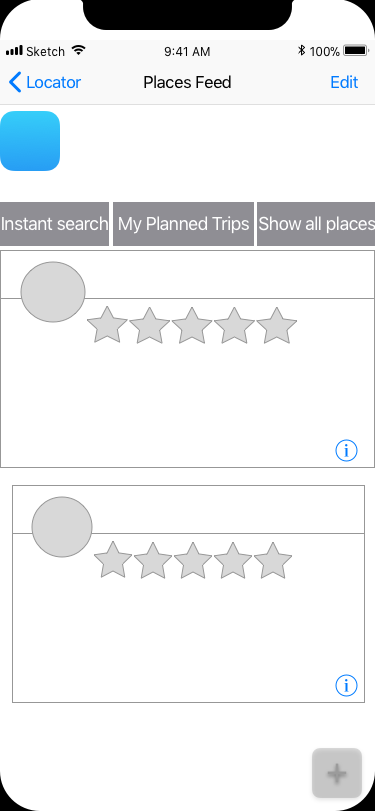 Sketch 9:41 AM 100%
Locator Places Feed Edit
Instant search My Planned Trips Show all places